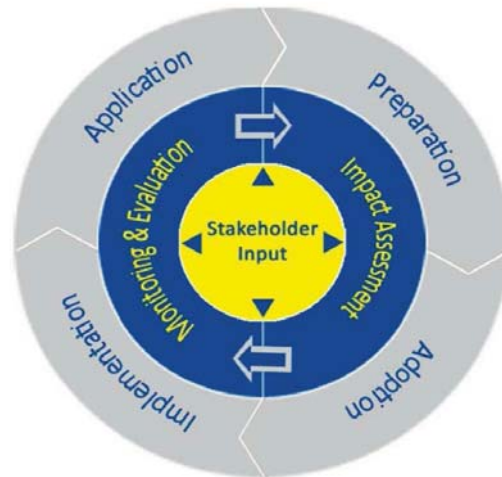 Application
Preparation
Monitoring & Evaluation
Impact Assessment
Stakeholder
Input
Implementation
Adoption